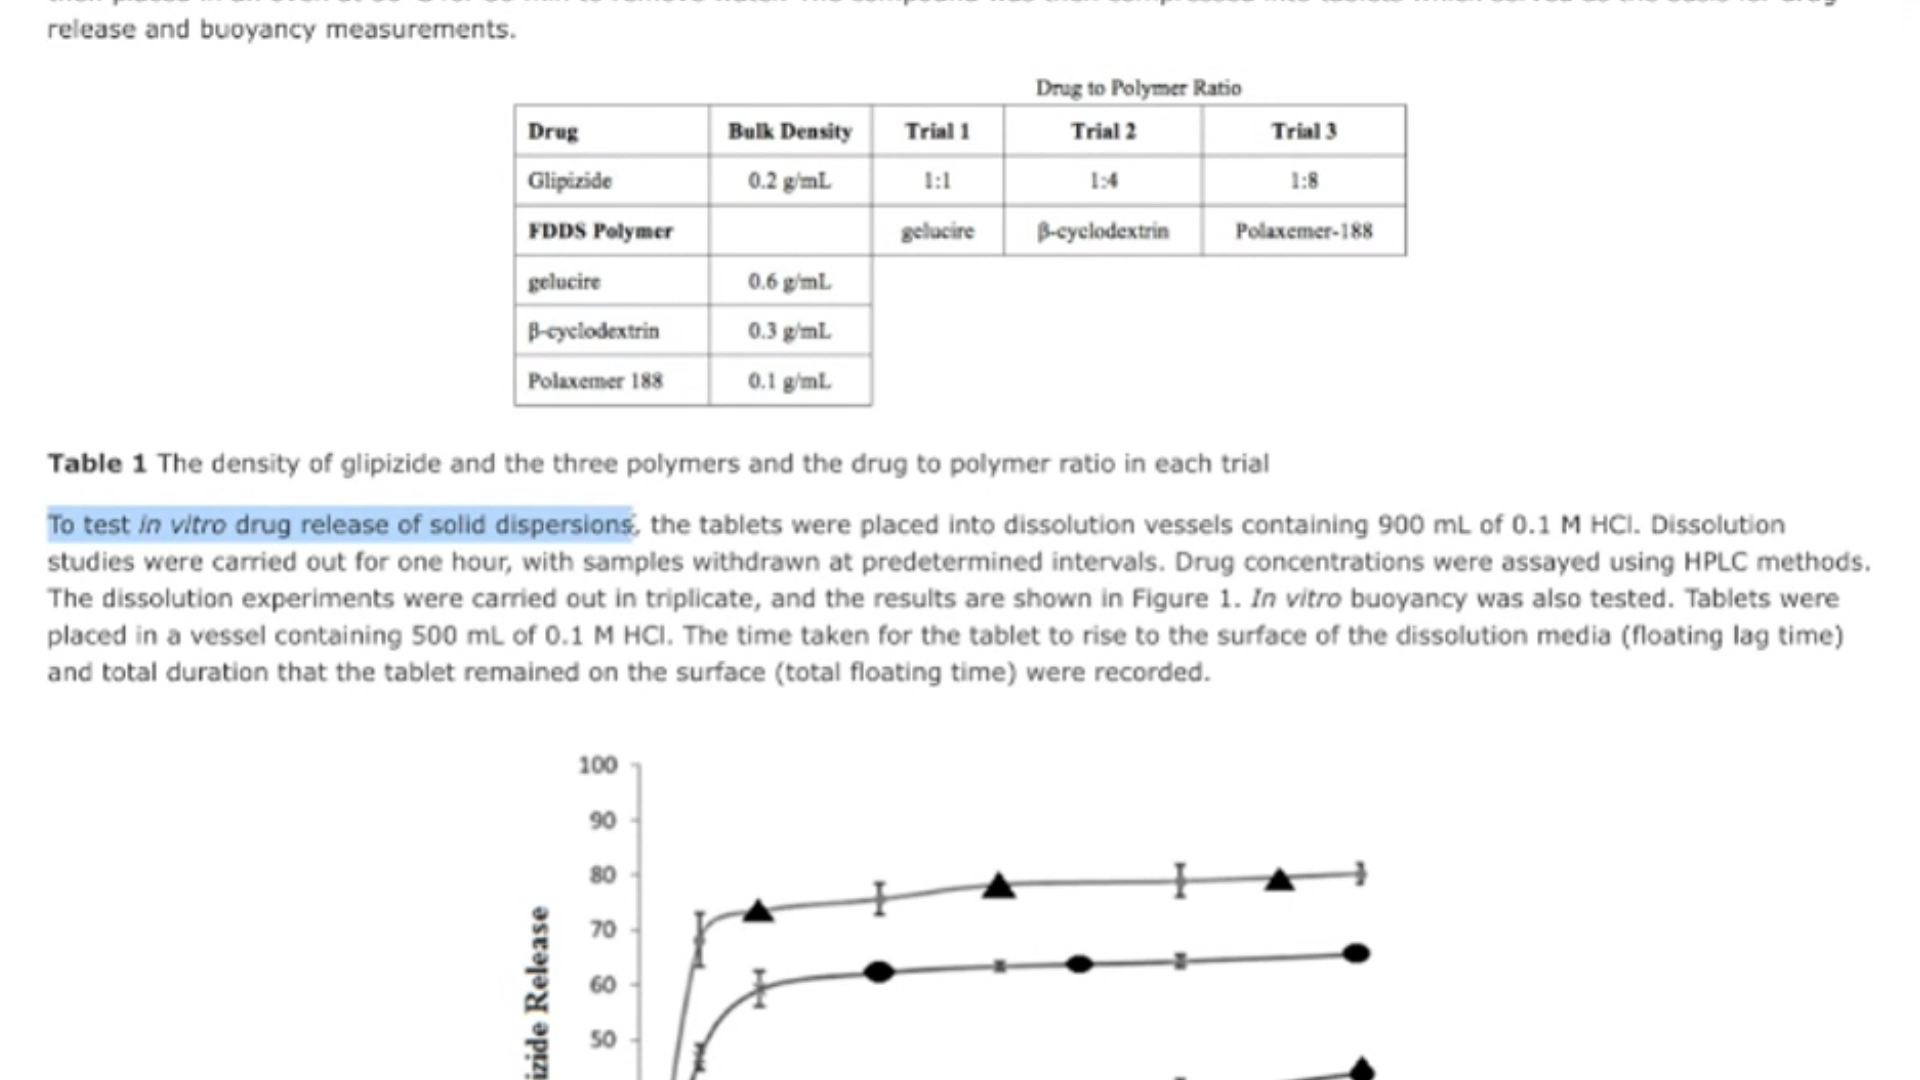 release and buoyancy measurements.
Drug to Polymer Ratio
Drug Bulk Density Trial 1 Trial 2 Trial 3
Glipizide 0.2 g/mL 1:1 1:4 1:8
FDDS Polymer gelucire β-cyclodextrin Polaxemer-188
gelucire 0.6 g/mL
β-cyclodextrin 0.3 g/mL
Polaxemer 188 0.1 g/mL
Table 1 The density of glipizide and the three polymers and the drug to polymer ratio in each trial
To test in vitro drug release of solid dispersions, the tablets were placed into dissolution vessels containing 900 mL of 0.1 M HCl. Dissolution
studies were carried out for one hour, with samples withdrawn at predetermined intervals. Drug concentrations were assayed using HPLC methods.
The dissolution experiments were carried out in triplicate, and the results are shown in Figure 1. In vitro buoyancy was also tested. Tablets were
placed in a vessel containing 500 mL of 0.1 M HCl. The time taken for the tablet to rise to the surface of the dissolution media (floating lag time)
and total duration that the tablet remained on the surface (total floating time) were recorded.
100
90
80
70
60
50
izide Release